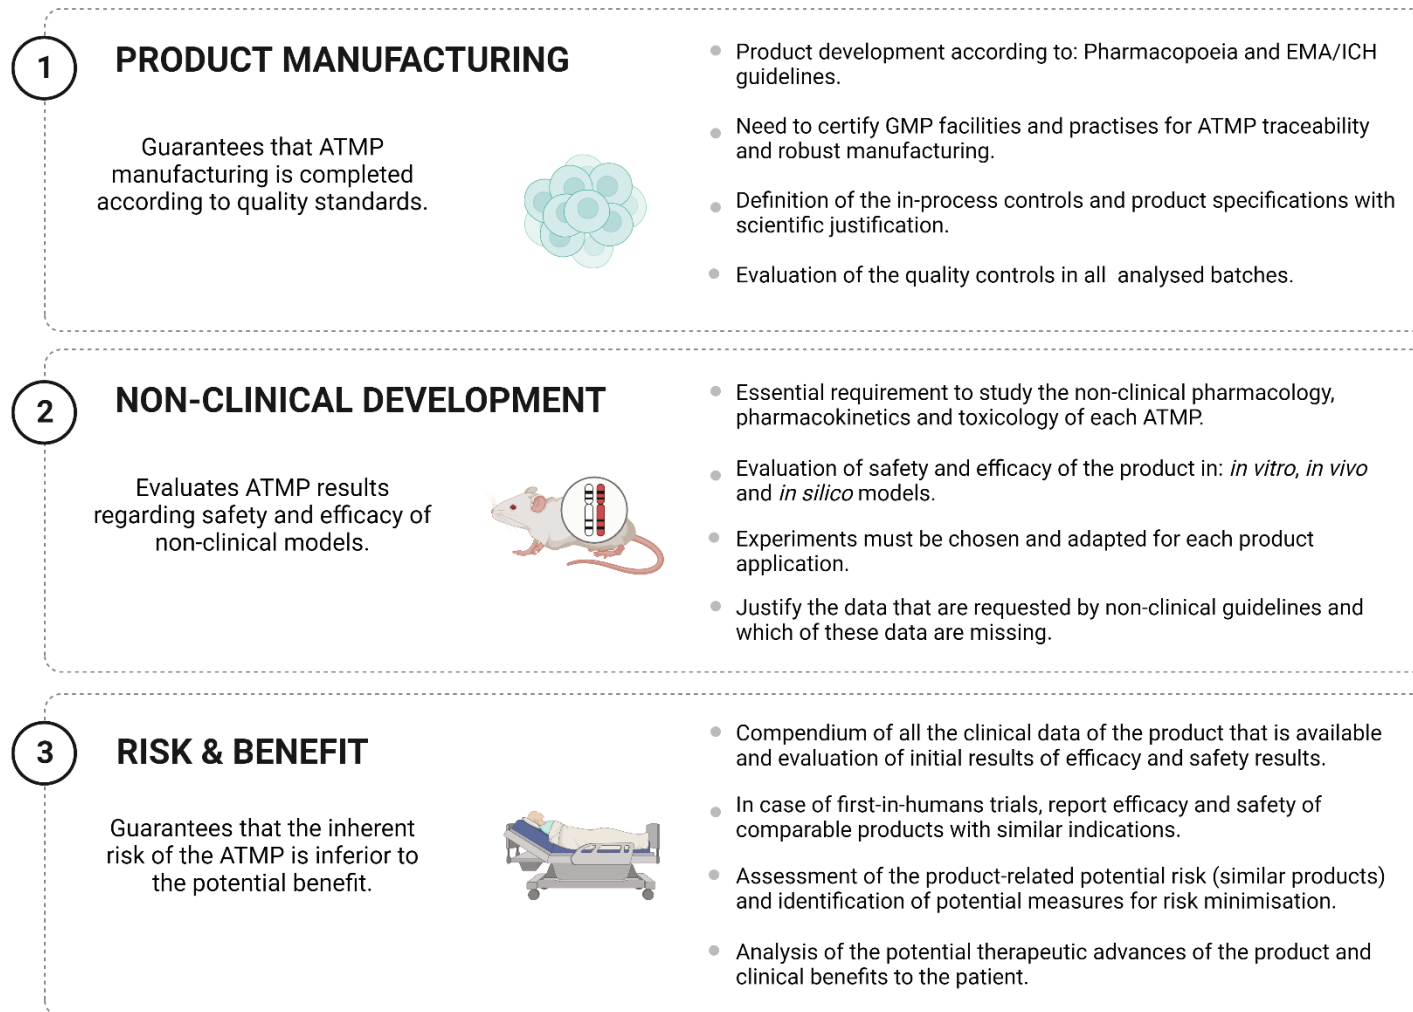 1
PRODUCT MANUFACTURING
Guarantees that ATMP
manufacturing is completed
according to quality standards.
Product development according to: Pharmacopoeia and EMA/ICH
guidelines.
Need to certify GMP facilities and practises for ATMP traceability
and robust manufacturing.
Definition of the in-process controls and product specifications with
scientific justification.
Evaluation of the quality controls in all analysed batches.
2
NON-CLINICAL DEVELOPMENT
Evaluates ATMP results
regarding safety and efficacy of
non-clinical models.
Essential requirement to study the non-clinical pharmacology,
pharmacokinetics and toxicology of each ATMP.
Evaluation of safety and efficacy of the product in: in vitro, in vivo
and in silico models.
Experiments must be chosen and adapted for each product
application.
Justify the data that are requested by non-clinical guidelines and
which of these data are missing.
3
RISK & BENEFIT
Guarantees that the inherent
risk of the ATMP is inferior to
the potential benefit.
Compendium of all the clinical data of the product that is available
and evaluation of initial results of efficacy and safety results.
In case of first-in-humans trials, report efficacy and safety of
comparable products with similar indications.
Assessment of the product-related potential risk (similar products)
and identification of potential measures for risk minimisation.
Analysis of the potential therapeutic advances of the product and
clinical benefits to the patient.